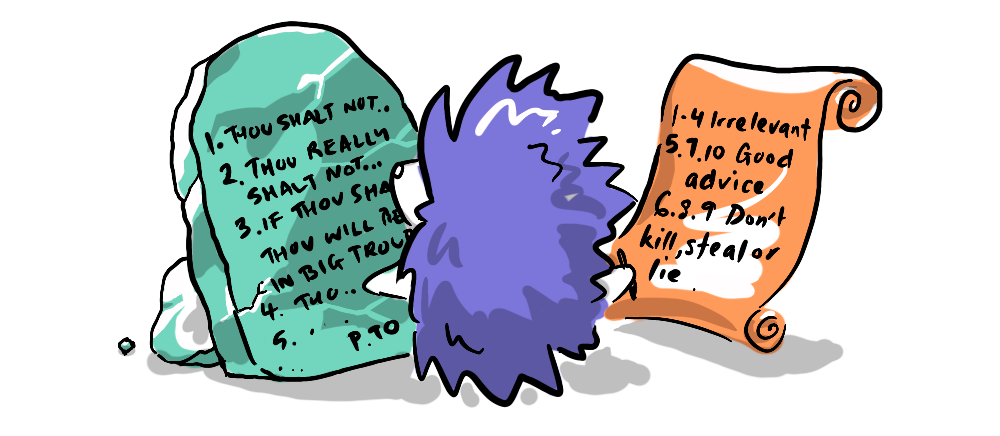 1. THOU SHALT NOT..
2. THOU REALLY
SHALT NOT...
3. IF THOU SHA
THOU WILL BE
IN BIG TROU
4. THO..
5. . .
P.TO
1-4 Irrelevant
5.7.10 Good
advice
6.8.9 Don't
kill, steal or
lie.